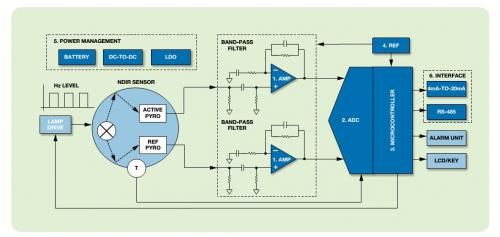 5. POWER MANAGEMENT
BATTERY
DC-TO-DC
LDO
BAND-PASS
FILTER
1. AMP
4. REF
Hz LEVEL
NDIR SENSOR
LAMP
DRIVE
ACTIVE
PYRO
REF
PYRO
T
BAND-PASS
FILTER
1. AMP
2. ADC
3. MICROCONTROLLER
6. INTERFACE
4mA-TO-20mA
RS-485
ALARM UNIT
LCD/KEY